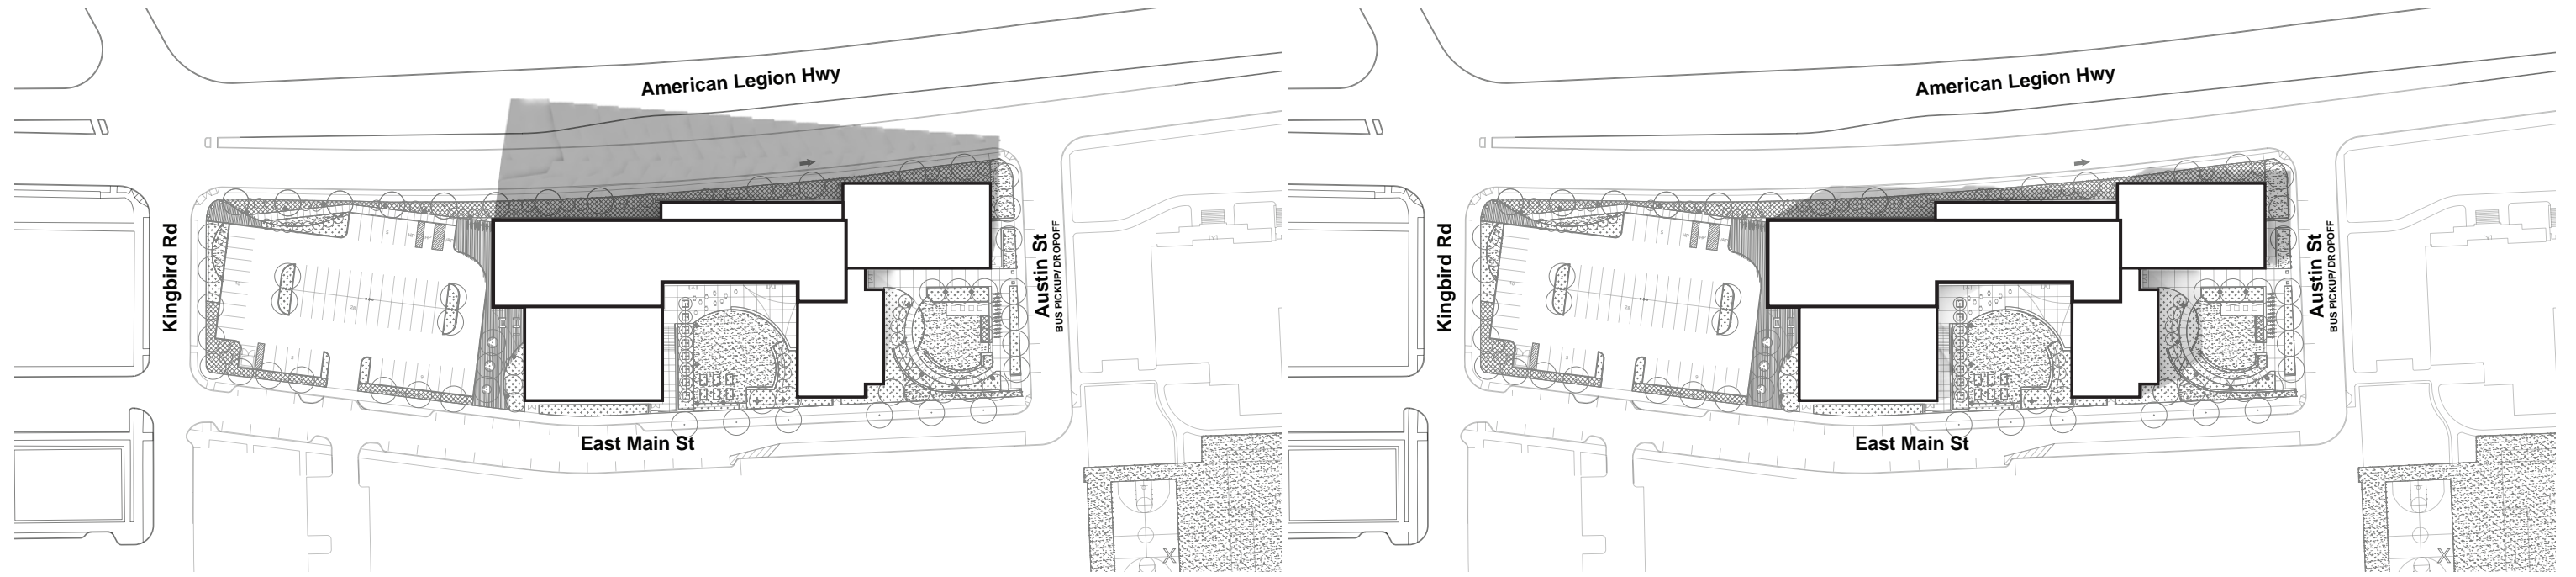 American Legion Hwy
Kingbird Rd
Austin St
BUS PICKUP/ DROPOFF
East Main St
American Legion Hwy
Kingbird Rd
Austin St
BUS PICKUP/ DROPOFF
East Main St